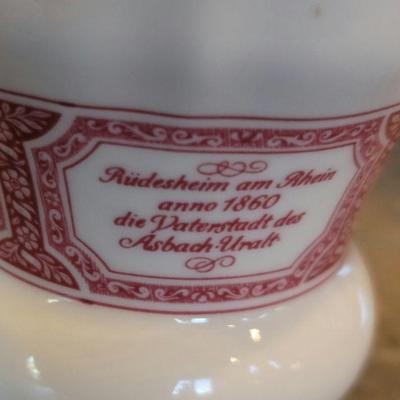 Rüdesheim am Rhein
anno 1860
die Vaterstadt des
Asbach-Uralt